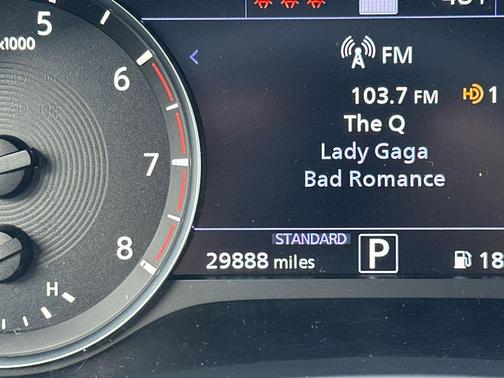 5
x1000
6
7
8
H
FM
103.7 FM HD 1
The Q
Lady Gaga
Bad Romance
STANDARD
29888 miles P 18